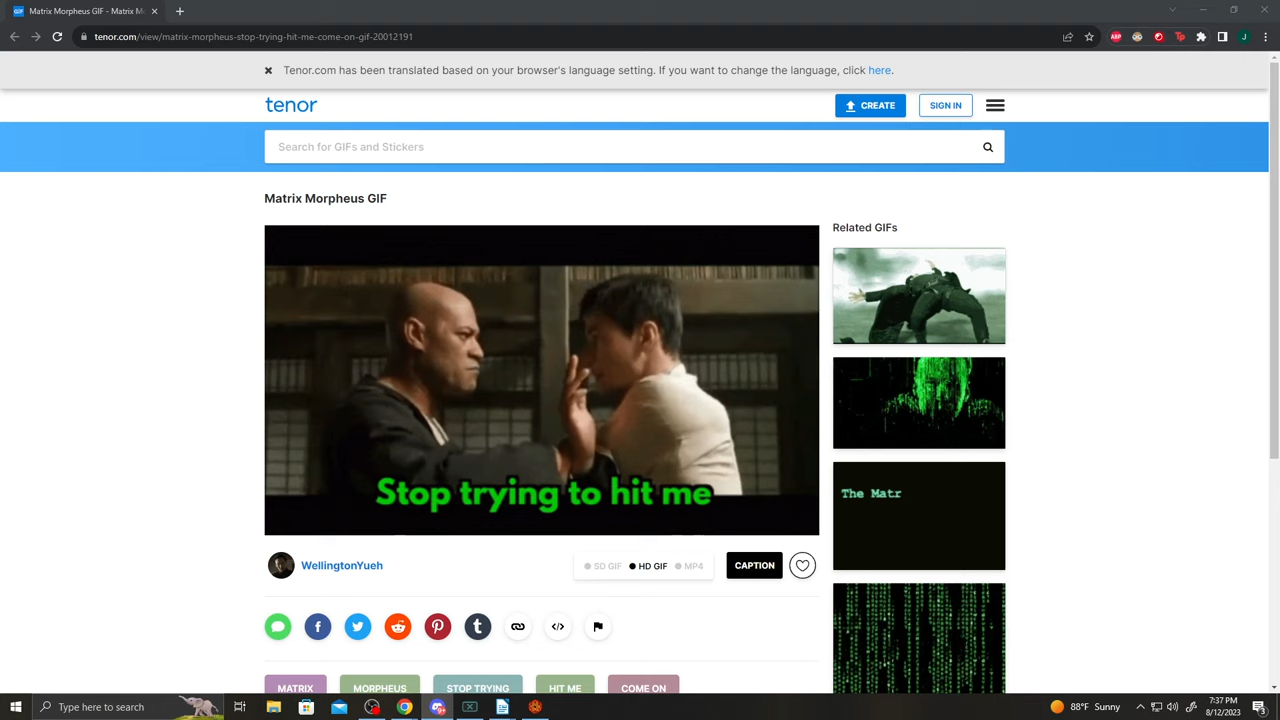 Matrix Morpheus GIF - Matrix M
tenor.com/view/matrix-morpheus-stop-trying-hit-me-come-on-gif-20012191
ABP
J
Tenor.com has been translated based on your browser's language setting. If you want to change the language, click here.
tenor
CREATE
SIGN IN
Search for GIFs and Stickers
Matrix Morpheus GIF
Related GIFs
The Matr
Stop trying to hit me
WellingtonYueh
SD GIF
HD GIF
MP4
CAPTION
MATRIX
MORPHEUS
STOP TRYING
HIT ME
COME ON
Type here to search
88°F Sunny
7:37 PM
8/12/2023